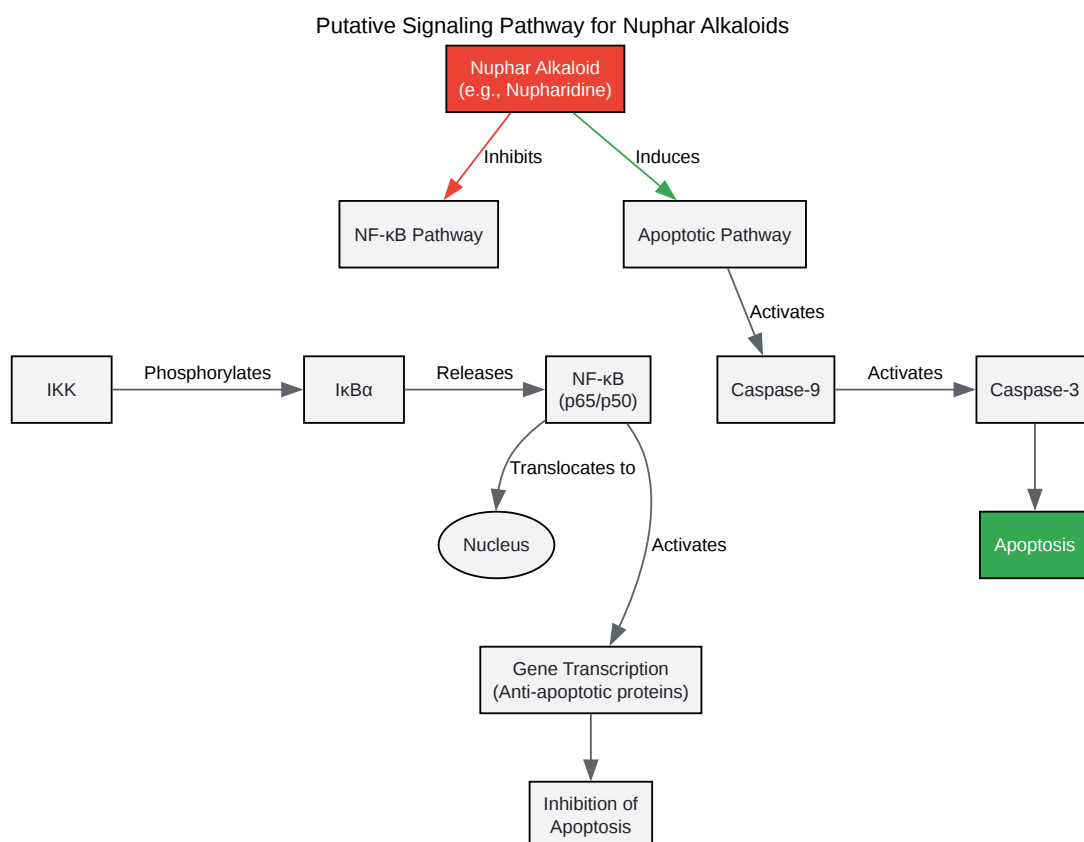 Putative Signaling Pathway for Nuphar Alkaloids
Nuphar Alkaloid
(e.g., Nupharidine)
Inhibits
Induces
NF-κB Pathway
Apoptotic Pathway
Activates
IKK
Phosphorylates
IκBα
Releases
NF-κB
(p65/p50)
Caspase-9
Activates
Caspase-3
Translocates to
Nucleus
Activates
Apoptosis
Gene Transcription
(Anti-apoptotic proteins)
Inhibition of
Apoptosis